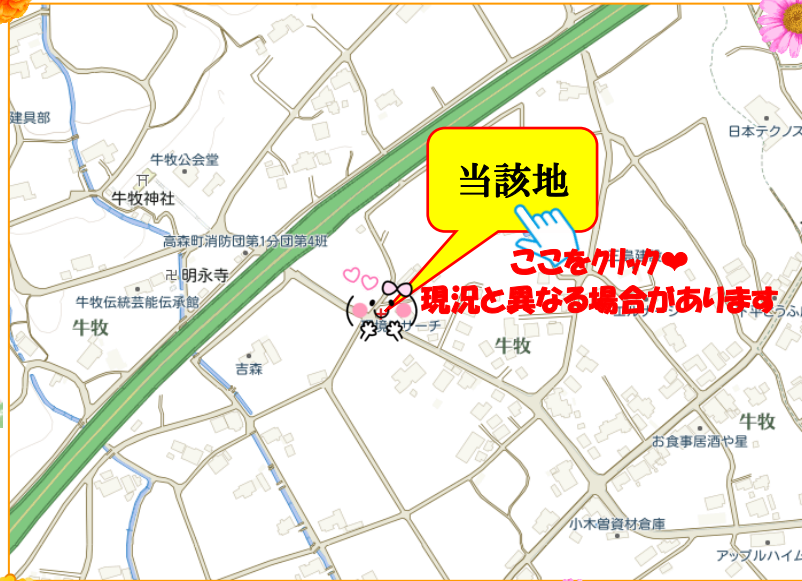 建具部
牛牧公会堂
牛牧神社
日本テクノス
当該地
高森町消防団第1分団第4班
明永寺
ここをクリック❤
牛牧伝統芸能伝承館
現況と異なる場合があります
牛牧
サーチ
牛牧
吉森
牛牧
お食事居酒や星
小木曽資材倉庫
アップルハイム